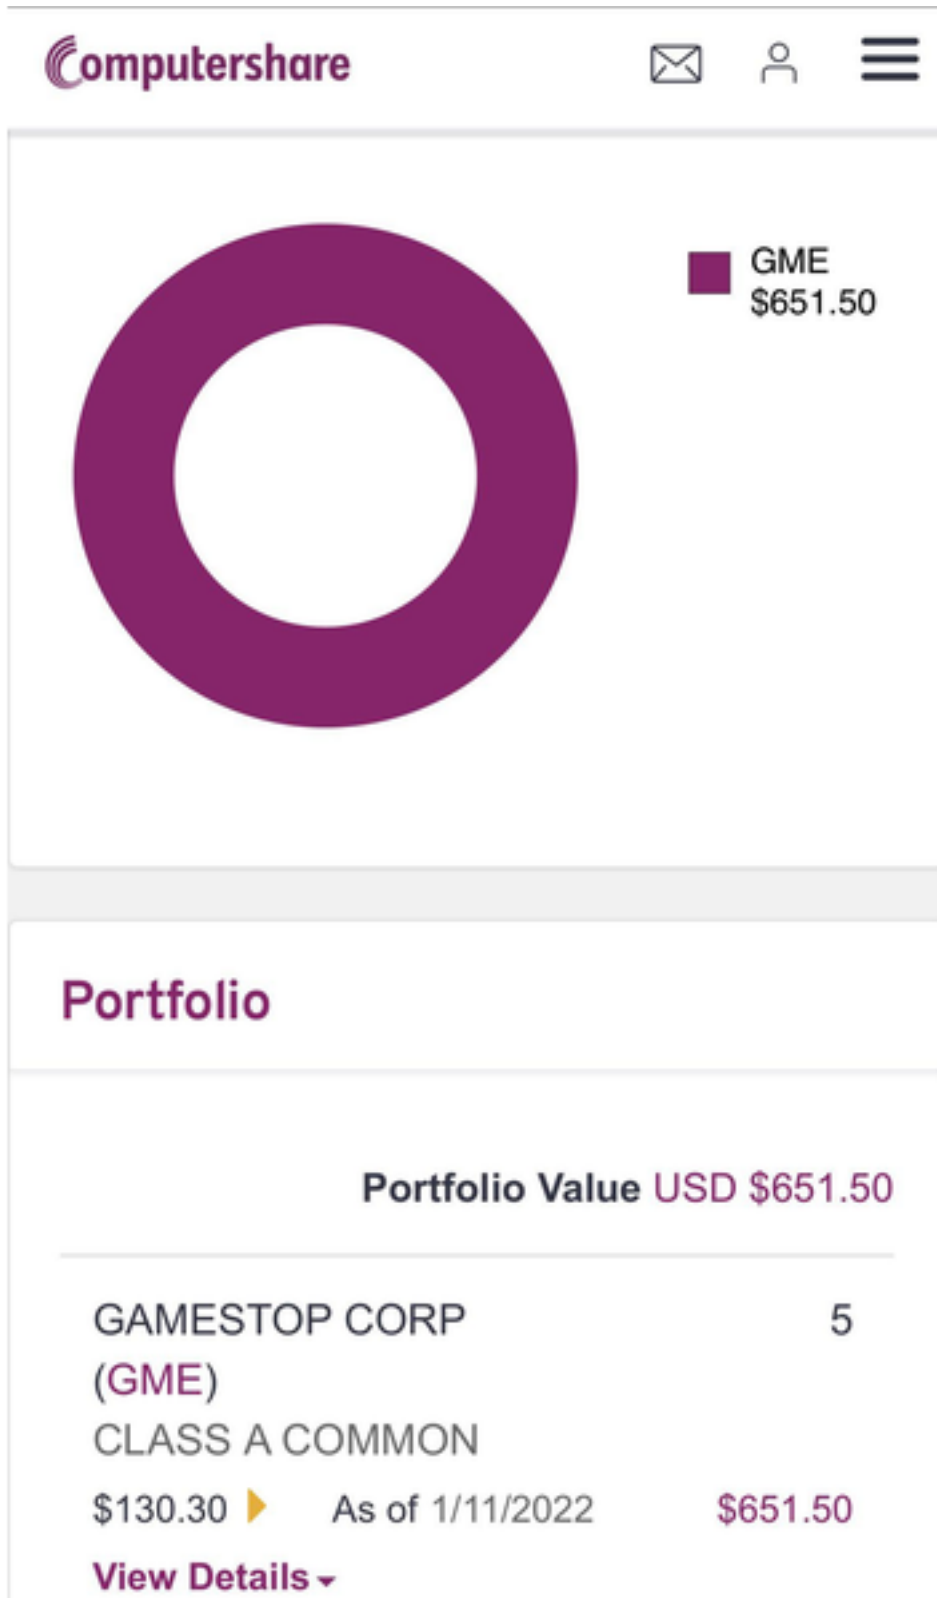 Computershare
GME
$651.50
Portfolio
Portfolio Value USD $651.50
GAMESTOP CORP 5
(GME)
CLASS A COMMON
$130.30 As of 1/11/2022 $651.50
View Details